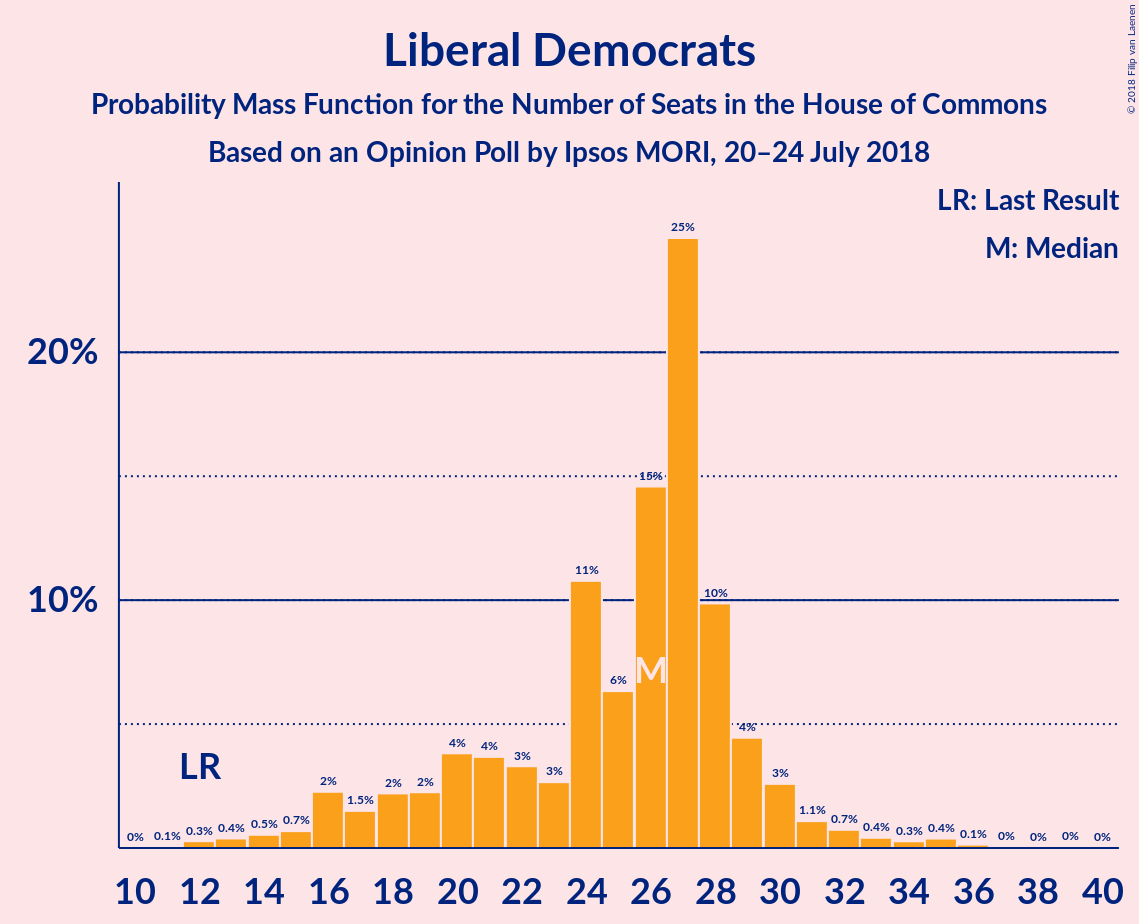 © 2018 Filip van Laenen
Liberal Democrats
Probability Mass Function for the Number of Seats in the House of Commons
Based on an Opinion Poll by Ipsos MORI, 20–24 July 2018
LR: Last Result
M: Median
20%
10%
LR
M
0% 0.1% 0.3% 0.4% 0.5% 0.7% 2% 1.5% 2% 2% 4% 4% 3% 3% 11% 6% 15% 25% 10% 4% 3% 1.1% 0.7% 0.4% 0.3% 0.4% 0.1% 0% 0% 0% 0%
10 12 14 16 18 20 22 24 26 28 30 32 34 36 38 40